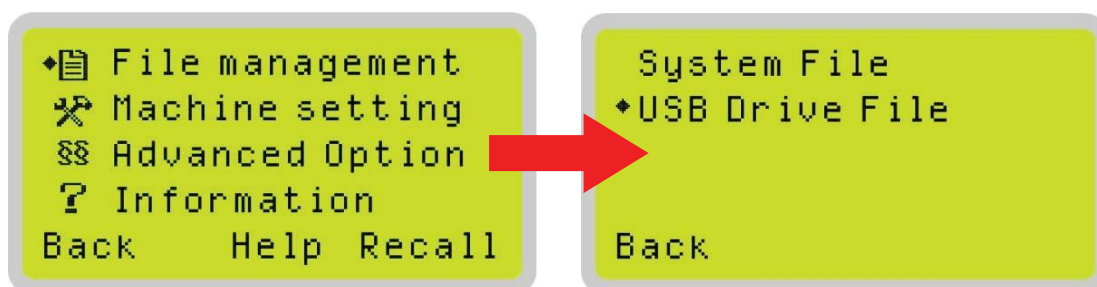 File management
Machine setting
§§ Advanced Option
? Information
Back Help Recall
System File
USB Drive File
Back